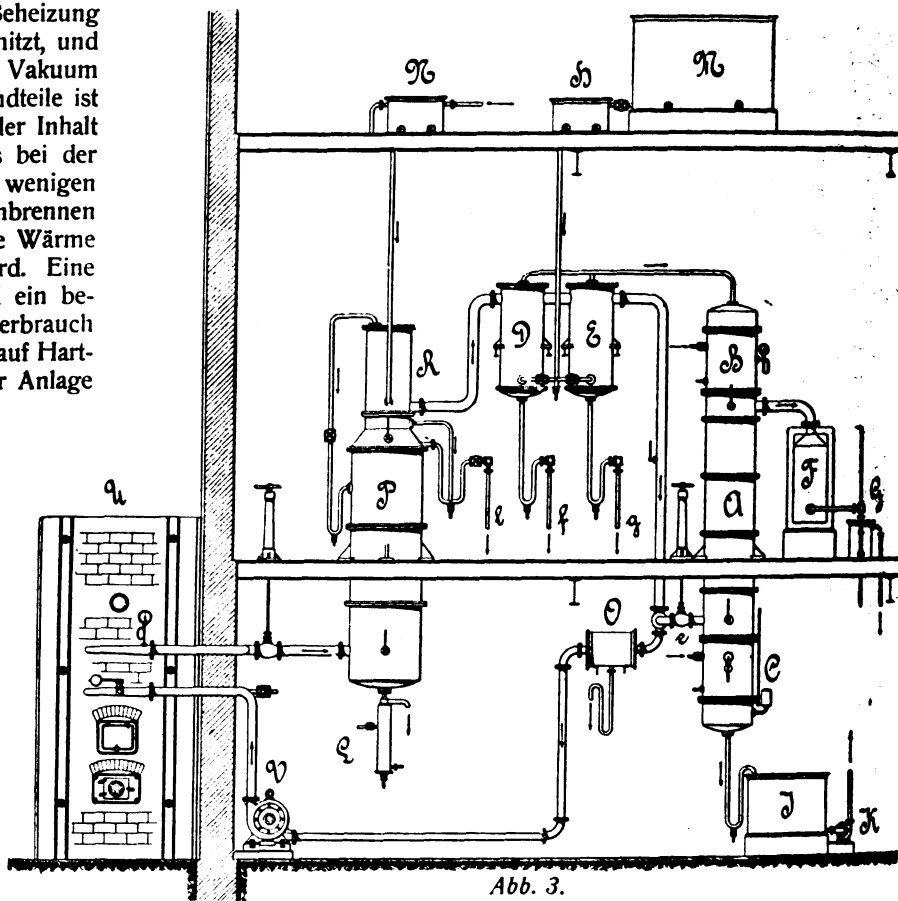 Beheizung
hitzt, und
Vakuum
ndteile ist
der Inhalt
s bei der
wenigen
nbrennen
e Wärme
rd. Eine
ein be-
erbrauch
auf Hart-
r Anlage
N
H
M
D
E
R
B
P
F
A
G
l
f
g
U
O
e
C
L
V
J
K
Abb. 3.